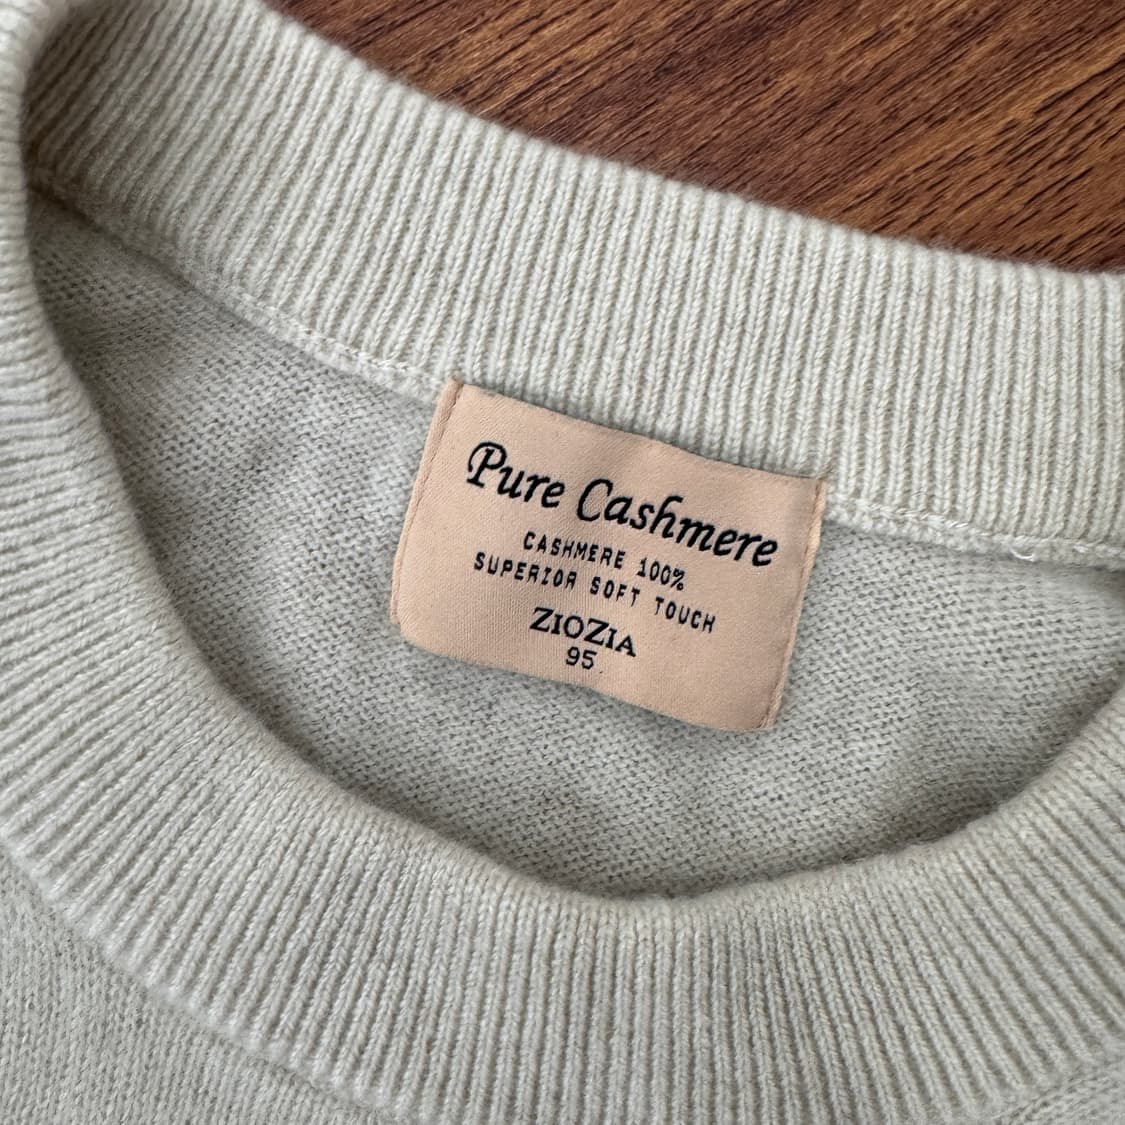 Pure Cashmere
CASHMERE 100%
SUPERIOR SOFT TOUCH
ZIOZIA
95